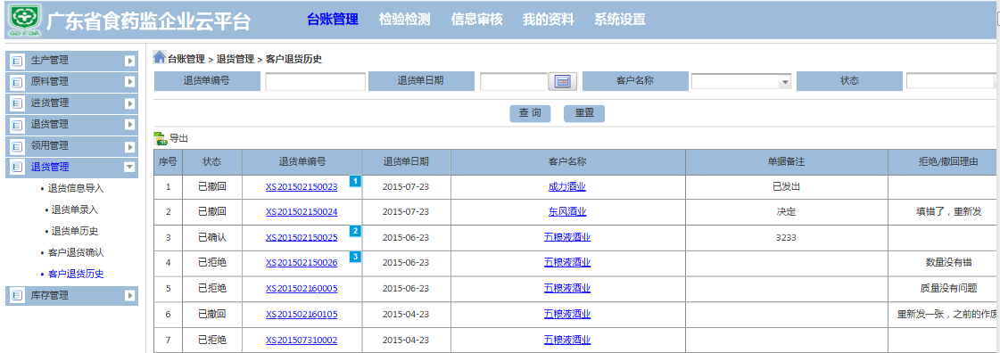 广东省食药监企业云平台 台账管理 检验检测 信息审核 我的资料 系统设置
GD·FDA
生产管理
原料管理
进货管理
退货管理
领用管理
退货管理
退货信息导入
退货单录入
退货单历史
客户退货确认
客户退货历史
库存管理
台账管理 > 退货管理 > 客户退货历史
退货单编号 退货单日期 客户名称 状态
查 询 重置
导出
序号 状态 退货单编号 退货单日期 客户名称 单据备注 拒绝/撤回理由
1 已撤回 XS201502150023 1 2015-07-23 成力酒业 已发出
2 已撤回 XS201502150024 2015-07-23 东风酒业 决定 填错了，重新发
3 已确认 XS201502150025 2 2015-06-23 五粮液酒业 3233
4 已拒绝 XS201502150026 3 2015-06-23 五粮液酒业 数量没有错
5 已拒绝 XS201502160005 2015-06-23 五粮液酒业 质量没有问题
6 已撤回 XS201502160105 2015-04-23 五粮液酒业 重新发一张，之前的作废
7 已拒绝 XS201507310002 2015-04-23 五粮液酒业